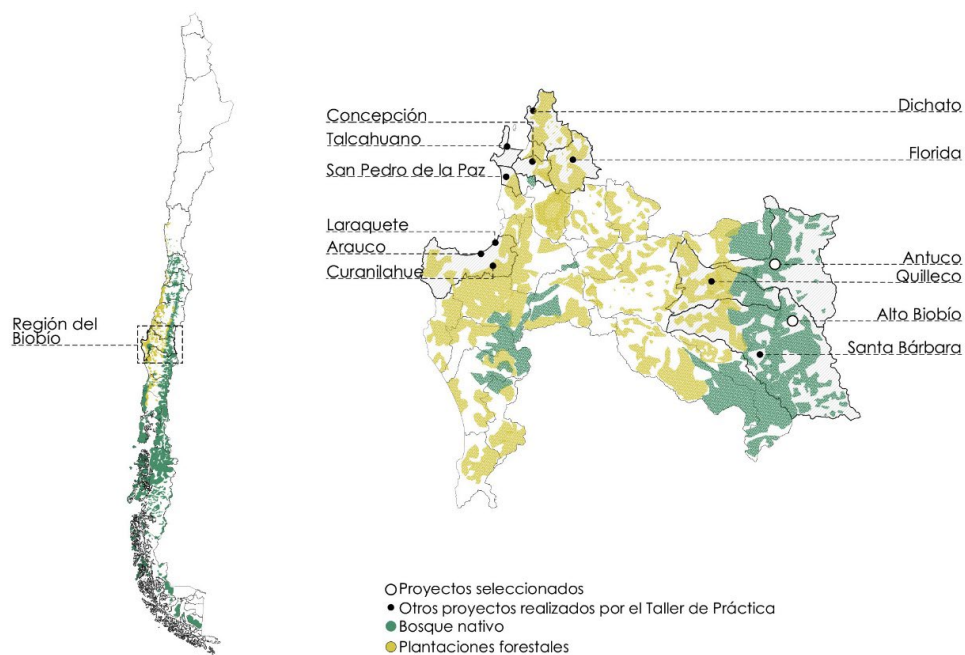 Región del
Biobío
Concepción
Talcahuano
San Pedro de la Paz
Laraquete
Arauco
Curanilahue
Dichato
Florida
Antuco
Quilleco
Alto Biobío
Santa Bárbara
Proyectos seleccionados
Otros proyectos realizados por el Taller de Práctica
Bosque nativo
Plantaciones forestales